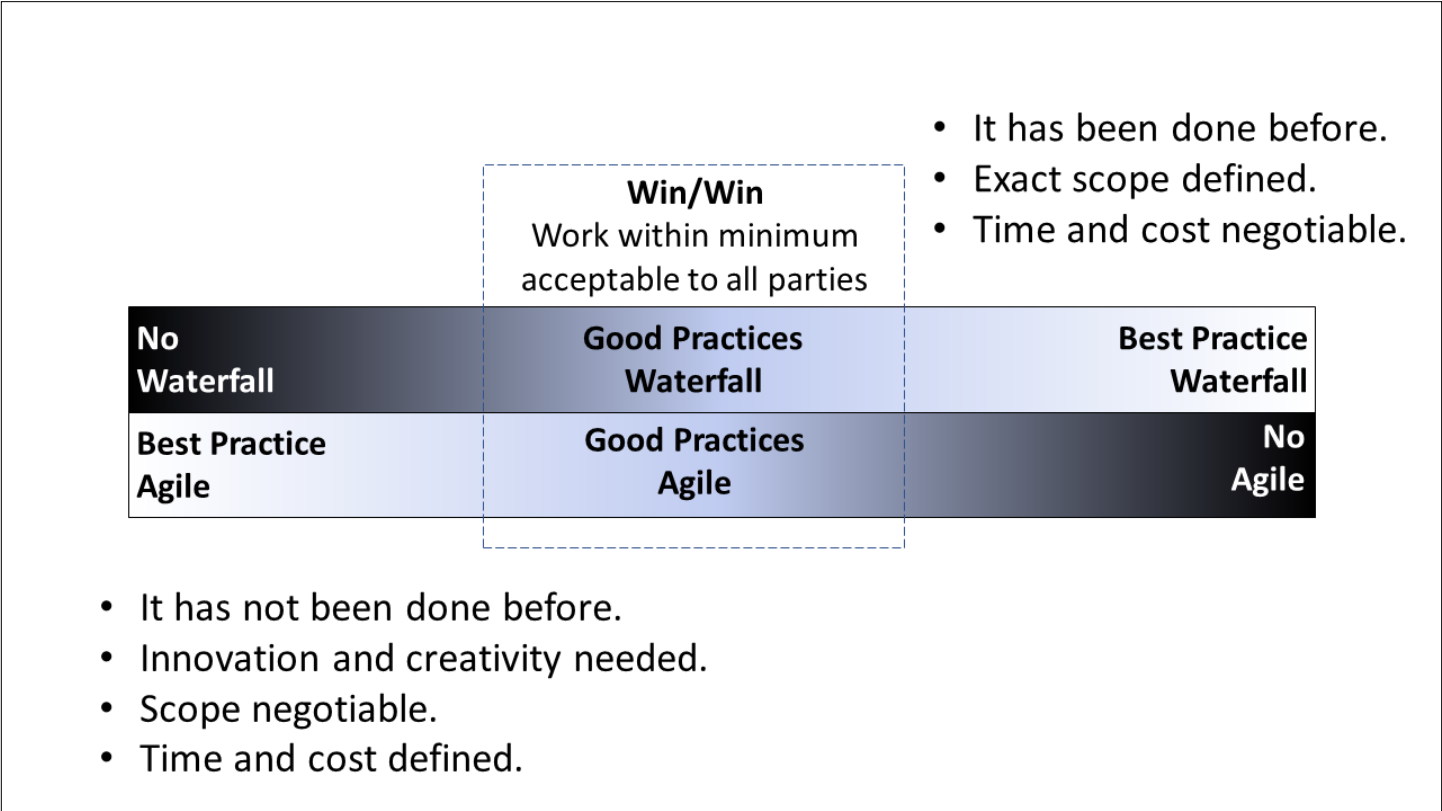 • It has been done before.
• Exact scope defined.
• Time and cost negotiable.
Win/Win
Work within minimum
acceptable to all parties
No
Waterfall
Good Practices
Waterfall
Best Practice
Waterfall
Best Practice
Agile
Good Practices
Agile
No
Agile
• It has not been done before.
• Innovation and creativity needed.
• Scope negotiable.
• Time and cost defined.